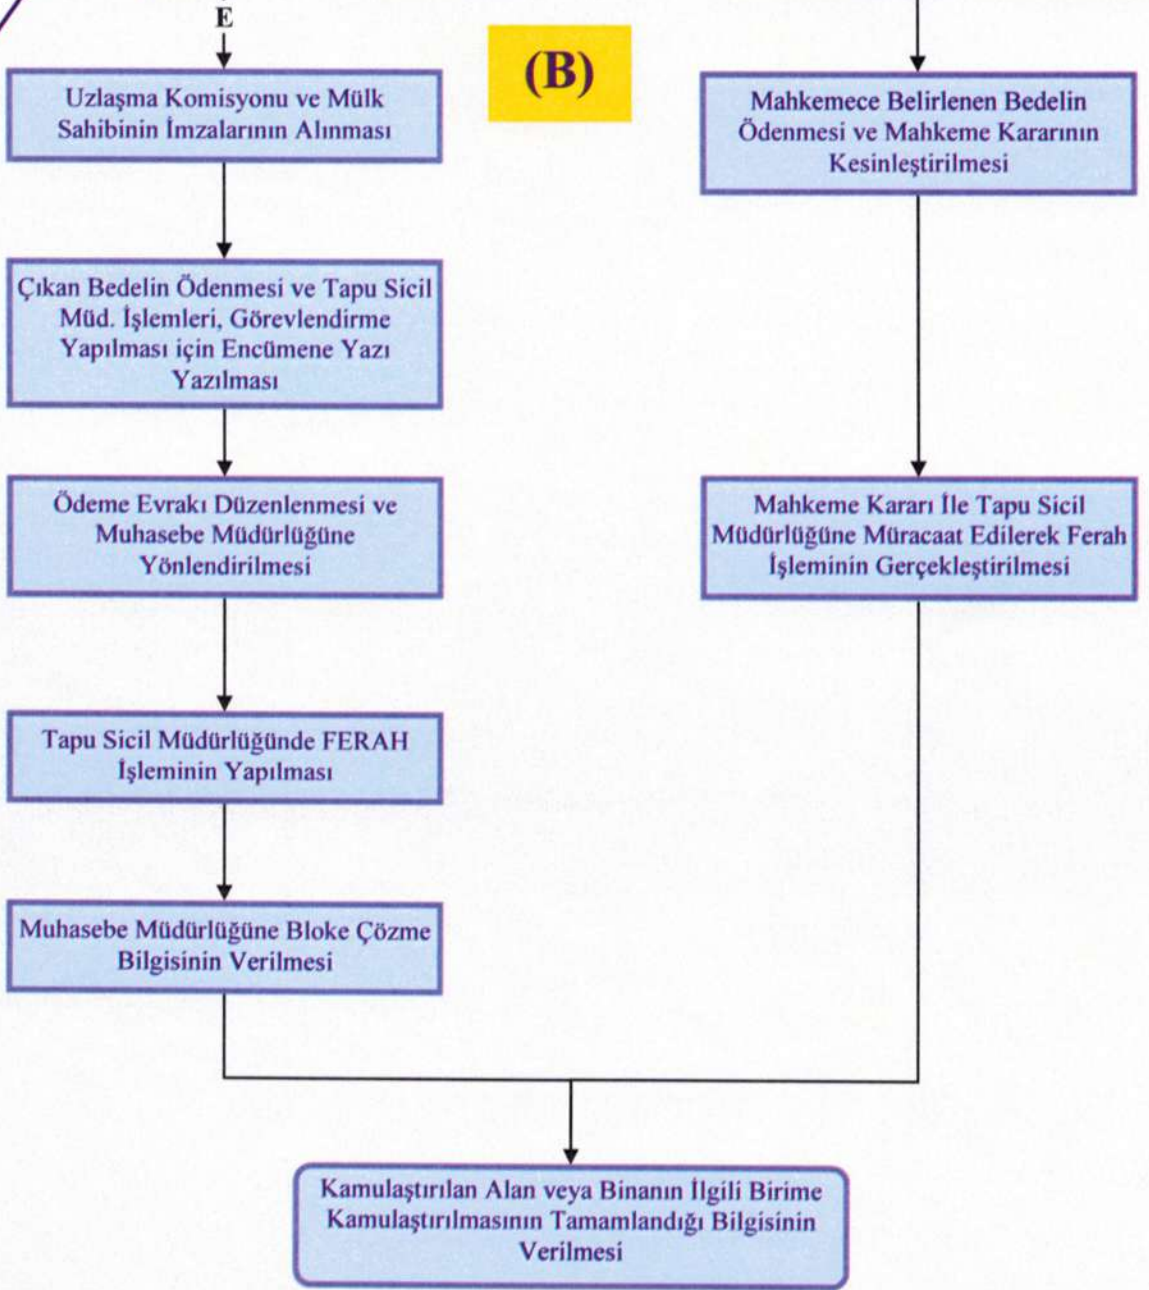 E
(B)
Uzlaşma Komisyonu ve Mülk
Sahibinin İmzalarının Alınması
Mahkemece Belirlenen Bedelin
Ödenmesi ve Mahkeme Kararının
Kesinleştirilmesi
Çıkan Bedelin Ödenmesi ve Tapu Sicil
Müd. İşlemleri, Görevlendirme
Yapılması için Encümene Yazı
Yazılması
Ödeme Evrakı Düzenlenmesi ve
Muhasebe Müdürlüğüne
Yönlendirilmesi
Mahkeme Kararı İle Tapu Sicil
Müdürlüğüne Müracaat Edilerek Ferah
İşleminin Gerçekleştirilmesi
Tapu Sicil Müdürlüğünde FERAH
İşleminin Yapılması
Muhasebe Müdürlüğüne Bloke Çözme
Bilgisinin Verilmesi
Kamulaştırılan Alan veya Binanın İlgili Birime
Kamulaştırılmasının Tamamlandığı Bilgisinin
Verilmesi